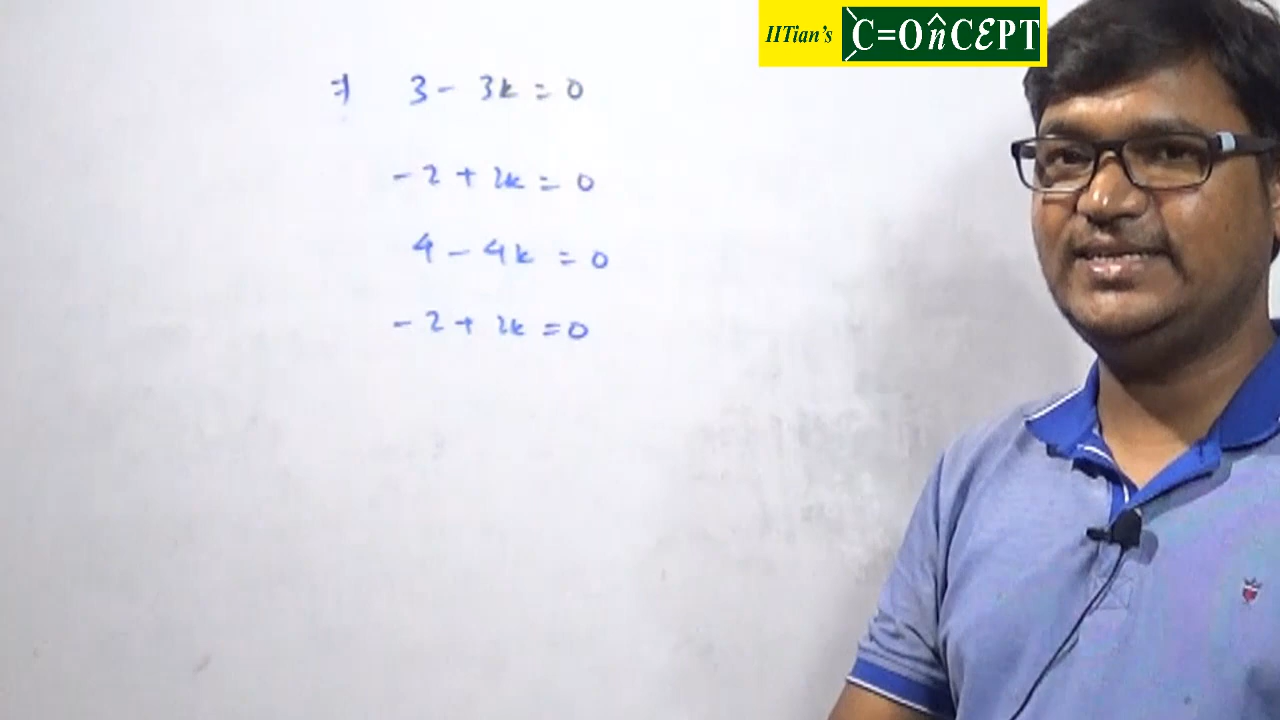 IITian's C=On̂CƐPT
⇒ 3 - 3k = 0
-2 + 2k = 0
4 - 4k = 0
-2 + 2k = 0